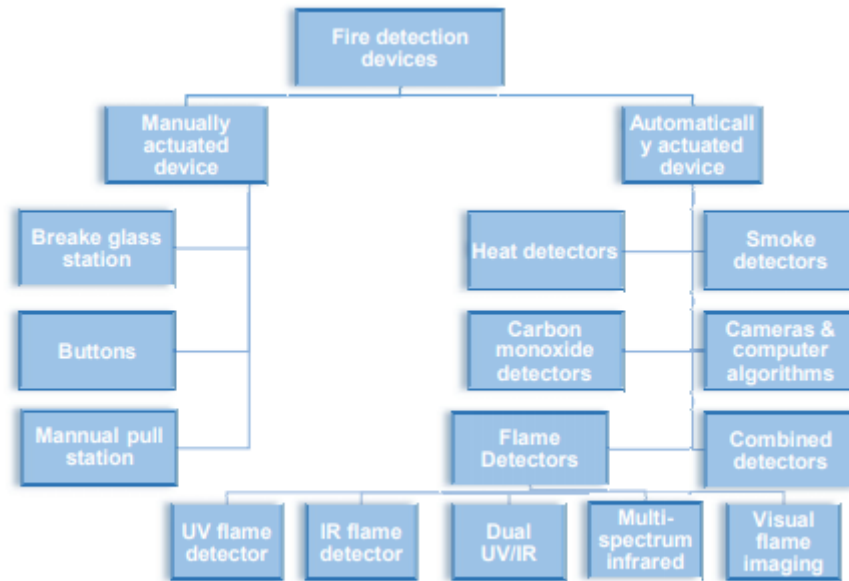 Fire detection
devices
Manually
actuated
device
Automaticall
y actuated
device
Breake glass
station
Heat detectors
Smoke
detectors
Buttons
Carbon
monoxide
detectors
Cameras &
computer
algorithms
Mannual pull
station
Flame
Detectors
Combined
detectors
UV flame
detector
IR flame
detector
Dual
UV/IR
Multi-
spectrum
infrared
Visual
flame
imaging